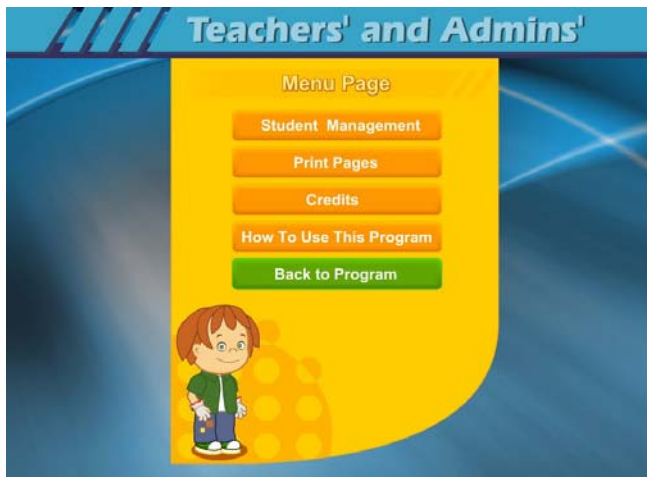 Teachers' and Admins'
Menu Page
Student Management
Print Pages
Credits
How To Use This Program
Back to Program